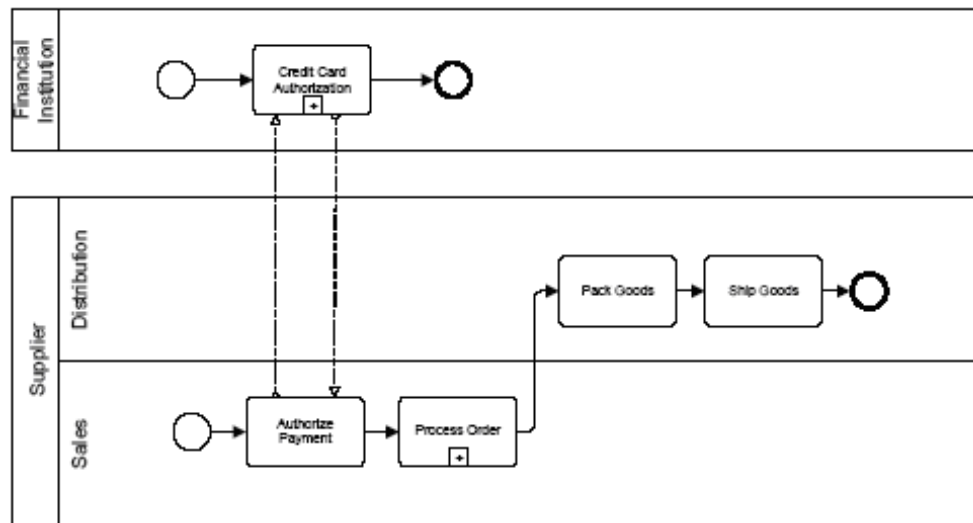 Financial
Institution
Credit Card
Authorization
+
Supplier
Distribution
Pack Goods
Ship Goods
Sales
Authorize
Payment
Process Order
+